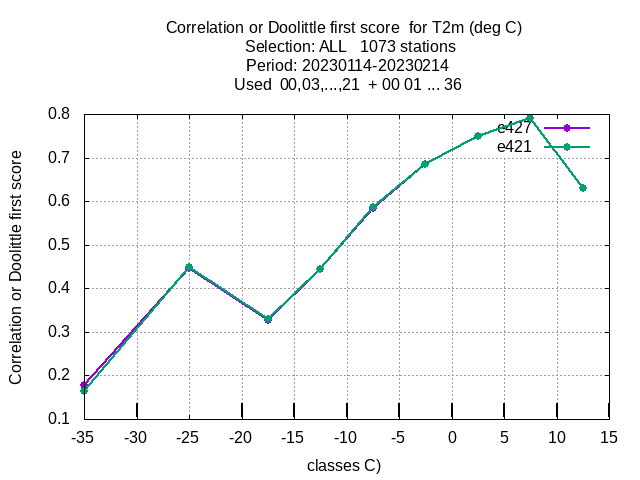 Correlation or Doolittle first score  for T2m (deg C)
Selection: ALL   1073 stations
Period: 20230114-20230214
Used  00,03,...,21  + 00 01 ... 36
Correlation or Doolittle first score
0.8
0.7
0.6
0.5
0.4
0.3
0.2
0.1
e427
e421
-35 -30 -25 -20 -15 -10 -5 0 5 10 15
classes C)